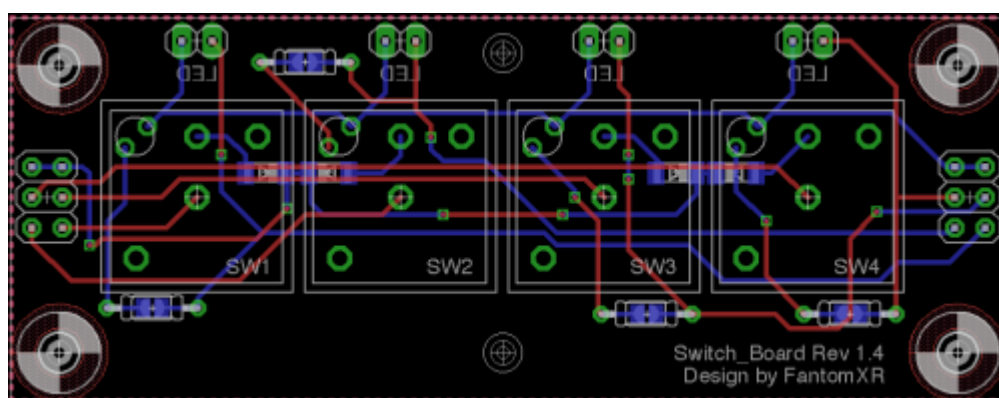 LED LED LED LED
SW1 SW2 SW3 SW4
Switch_Board Rev 1.4
Design by FantomXR